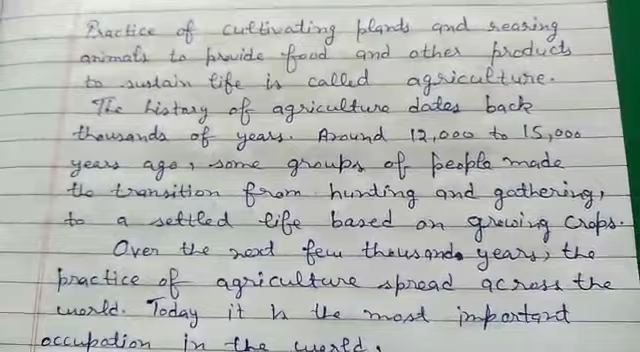 Practice of cultivating plants and rearing
animals to provide food and other products
to sustain life is called agriculture.
The history of agriculture dates back
thousands of years. Around 12,000 to 15,000
years ago, some groups of people made
the transition from hunting and gathering,
to a settled life based on growing crops.
Over the next few thousands years, the
practice of agriculture spread across the
world. Today it is the most important
occupation in the world.